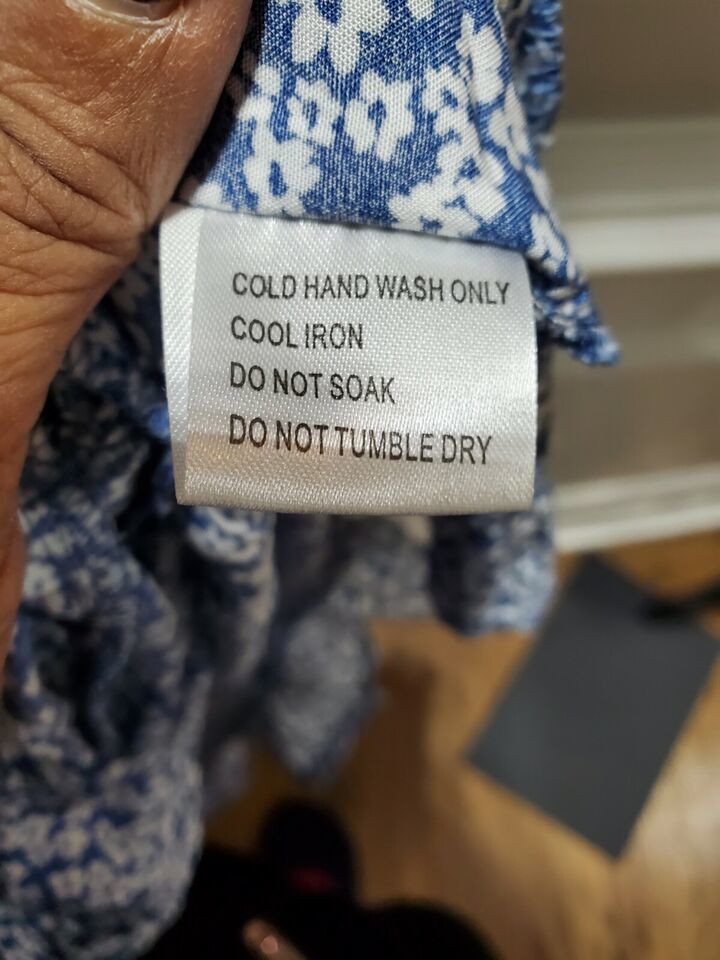 COLD HAND WASH ONLY
COOL IRON
DO NOT SOAK
DO NOT TUMBLE DRY